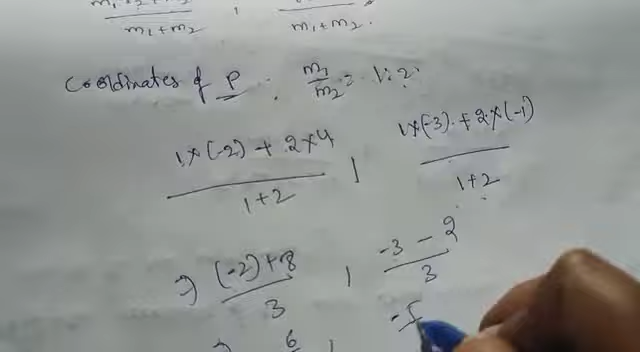 m₁+m₂ , m₁+m₂.
Coordinates of P : m₁/m₂ = 1:2
1×(-2) + 2×4 / 1+2 , 1×(-3) + 2×(-1) / 1+2
⇒ (-2)+8 / 3 , -3 - 2 / 3
6 , -5